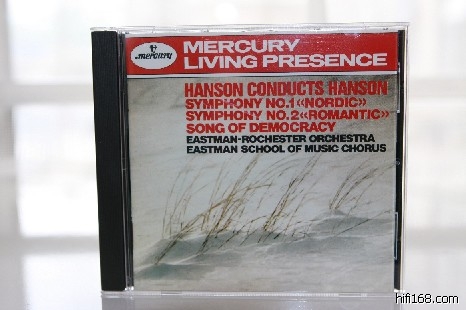 mercury
MERCURY
LIVING PRESENCE
HANSON CONDUCTS HANSON
SYMPHONY NO.1 «NORDIC»
SYMPHONY NO.2 «ROMANTIC»
SONG OF DEMOCRACY
EASTMAN-ROCHESTER ORCHESTRA
EASTMAN SCHOOL OF MUSIC CHORUS
hifi168.com